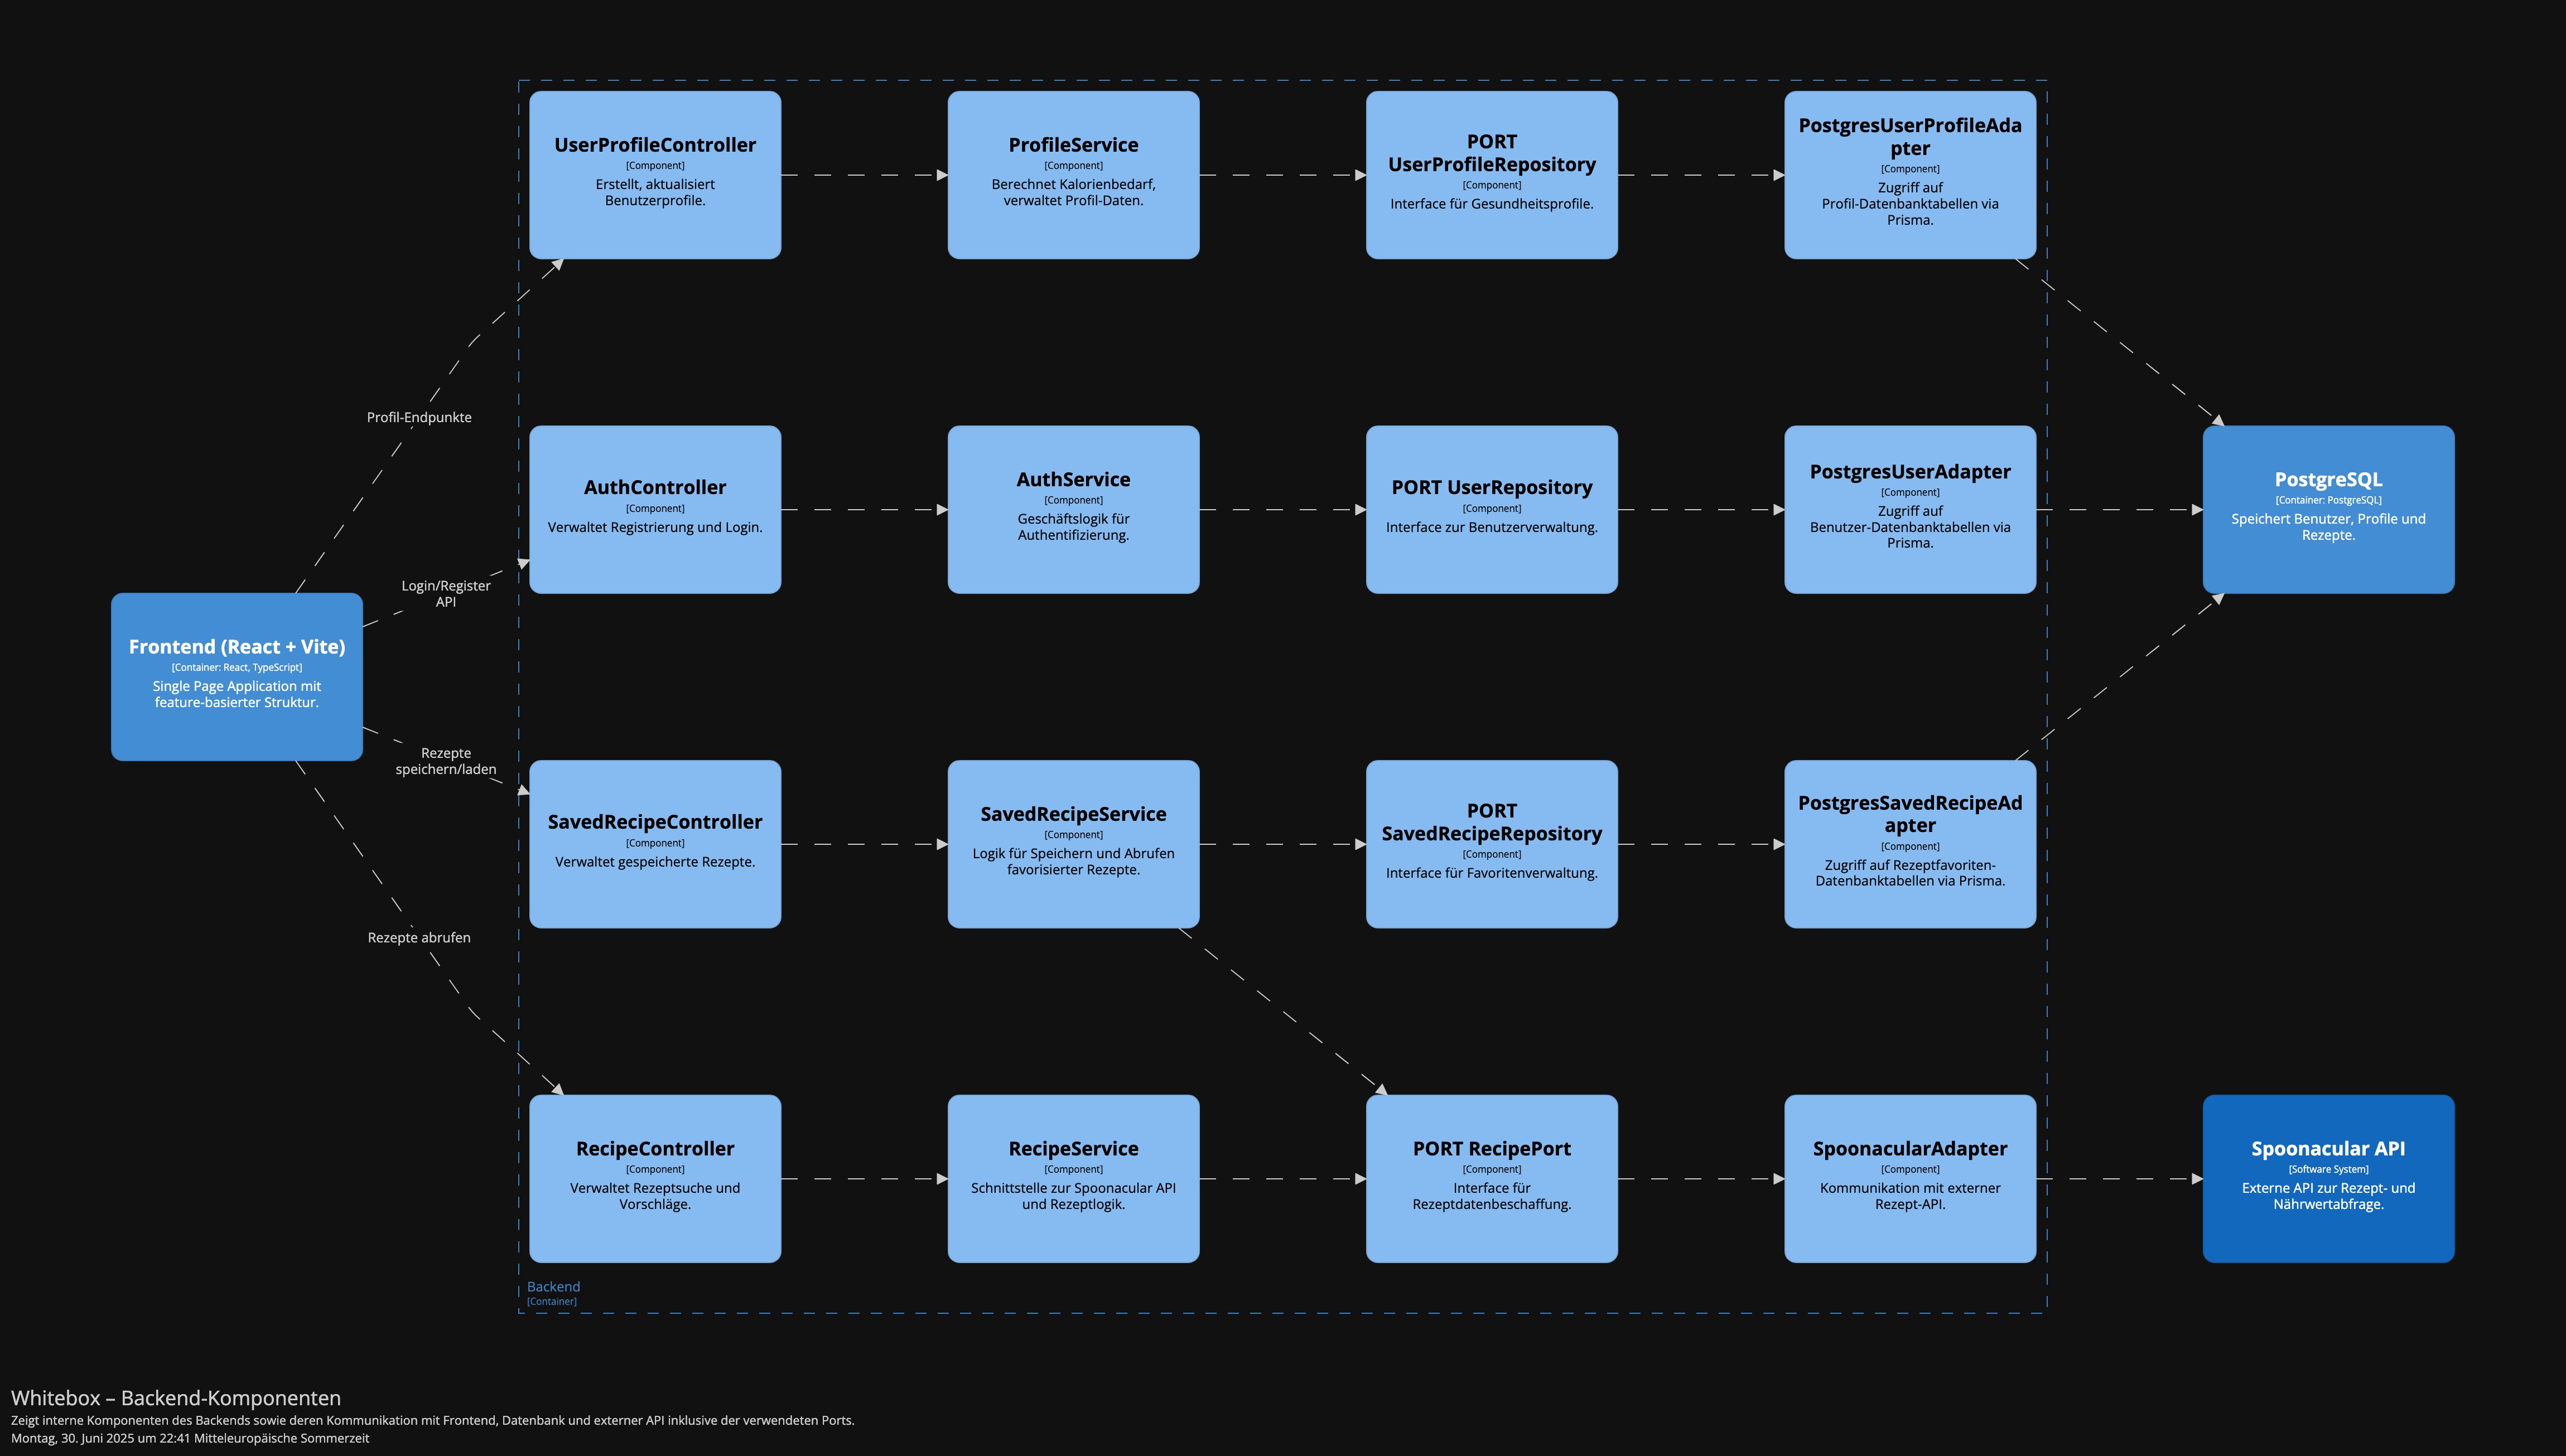 UserProfileController
[Component]
Erstellt, aktualisiert
Benutzerprofile.
ProfileService
[Component]
Berechnet Kalorienbedarf,
verwaltet Profil-Daten.
PORT
UserProfileRepository
[Component]
Interface für Gesundheitsprofile.
PostgresUserProfileAda
pter
[Component]
Zugriff auf
Profil-Datenbanktabellen via
Prisma.
Profil-Endpunkte
AuthController
[Component]
Verwaltet Registrierung und Login.
AuthService
[Component]
Geschäftslogik für
Authentifizierung.
PORT UserRepository
[Component]
Interface zur Benutzerverwaltung.
PostgresUserAdapter
[Component]
Zugriff auf
Benutzer-Datenbanktabellen via
Prisma.
PostgreSQL
[Container: PostgreSQL]
Speichert Benutzer, Profile und
Rezepte.
Login/Register
API
Frontend (React + Vite)
[Container: React, TypeScript]
Single Page Application mit
feature-basierter Struktur.
Rezepte
speichern/laden
SavedRecipeController
[Component]
Verwaltet gespeicherte Rezepte.
SavedRecipeService
[Component]
Logik für Speichern und Abrufen
favorisierter Rezepte.
PORT
SavedRecipeRepository
[Component]
Interface für Favoritenverwaltung.
PostgresSavedRecipeAd
apter
[Component]
Zugriff auf Rezeptfavoriten-
Datenbanktabellen via Prisma.
Rezepte abrufen
RecipeController
[Component]
Verwaltet Rezeptsuche und
Vorschläge.
RecipeService
[Component]
Schnittstelle zur Spoonacular API
und Rezeptlogik.
PORT RecipePort
[Component]
Interface für
Rezeptdatenbeschaffung.
SpoonacularAdapter
[Component]
Kommunikation mit externer
Rezept-API.
Spoonacular API
[Software System]
Externe API zur Rezept- und
Nährwertabfrage.
Backend
[Container]
Whitebox – Backend-Komponenten
Zeigt interne Komponenten des Backends sowie deren Kommunikation mit Frontend, Datenbank und externer API inklusive der verwendeten Ports.
Montag, 30. Juni 2025 um 22:41 Mitteleuropäische Sommerzeit